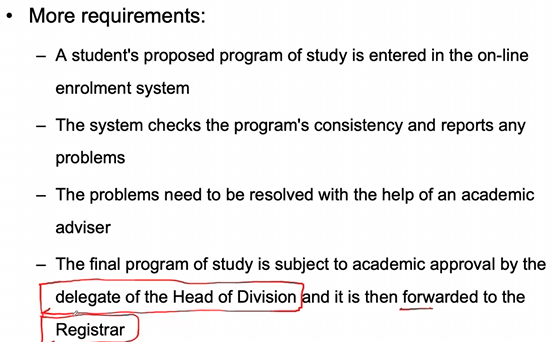 • More requirements:
– A student's proposed program of study is entered in the on-line
enrolment system
– The system checks the program's consistency and reports any
problems
– The problems need to be resolved with the help of an academic
adviser
– The final program of study is subject to academic approval by the
delegate of the Head of Division and it is then forwarded to the
Registrar